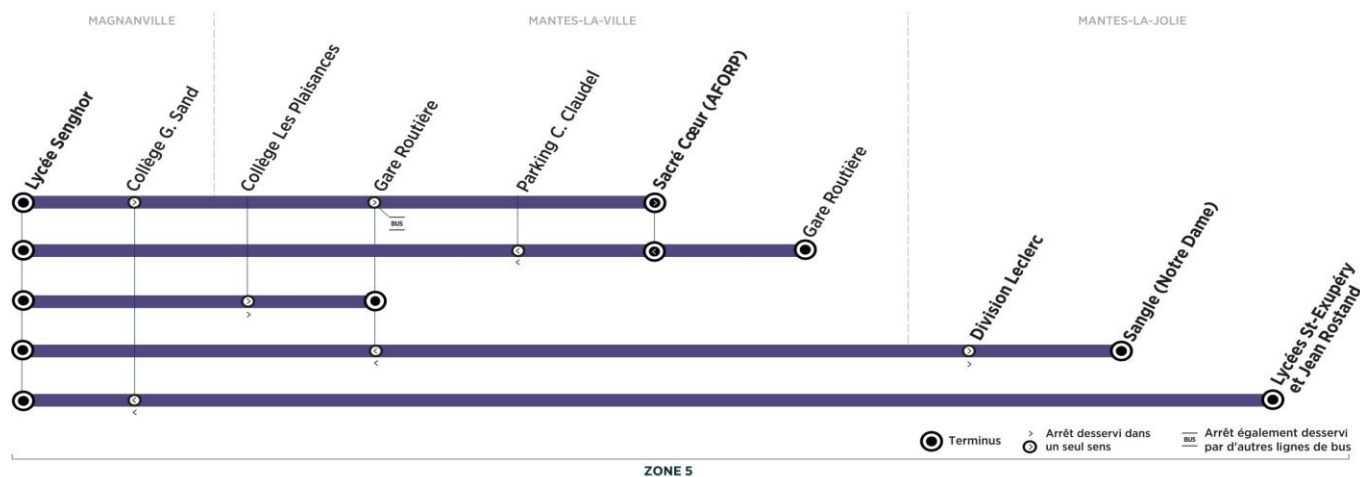 MAGNANVILLE
MANTES-LA-VILLE
MANTES-LA-JOLIE
Lycée Senghor
Collège G. Sand
Collège Les Plaisances
Gare Routière
Parking C. Claudel
Sacré Cœur (AFORP)
Gare Routière
Division Leclerc
Sangle (Notre Dame)
Lycées St-Exupéry
et Jean Rostand
BUS
Terminus
Arrêt desservi dans
un seul sens
BUS
Arrêt également desservi
par d'autres lignes de bus
ZONE 5